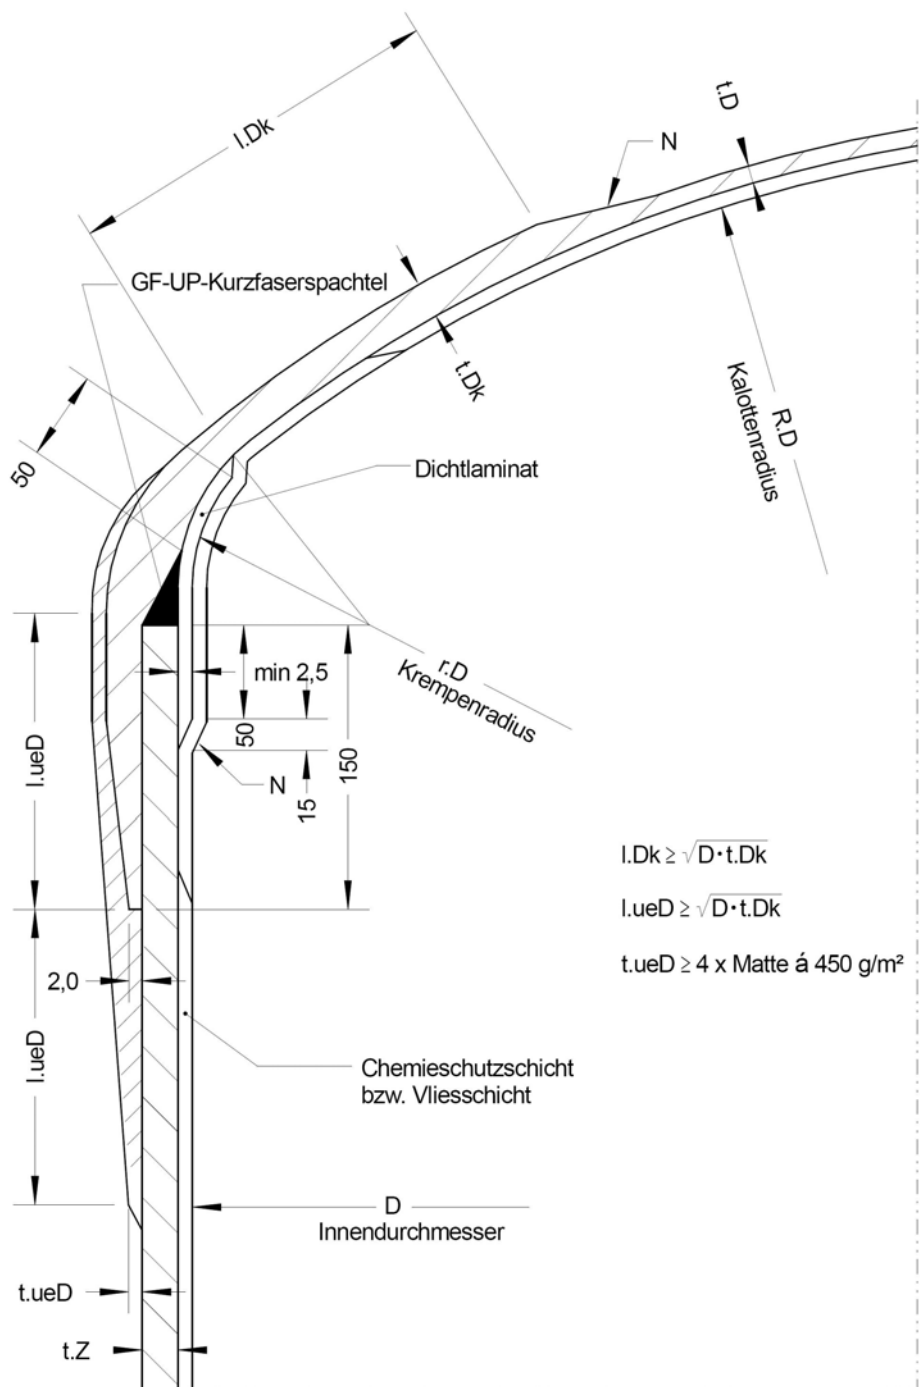 l.Dk
t.D
N
GF-UP-Kurzfaserspachtel
t.Dk
R.D
Kalottenradius
50
Dichtlaminat
min 2,5
r.D
Krempenradius
50
150
15
N
l.ueD
l.Dk ≥ √D·t.Dk
l.ueD ≥ √D·t.Dk
t.ueD ≥ 4 x Matte á 450 g/m²
2,0
l.ueD
Chemieschutzschicht
bzw. Vliesschicht
D
Innendurchmesser
t.ueD
t.Z